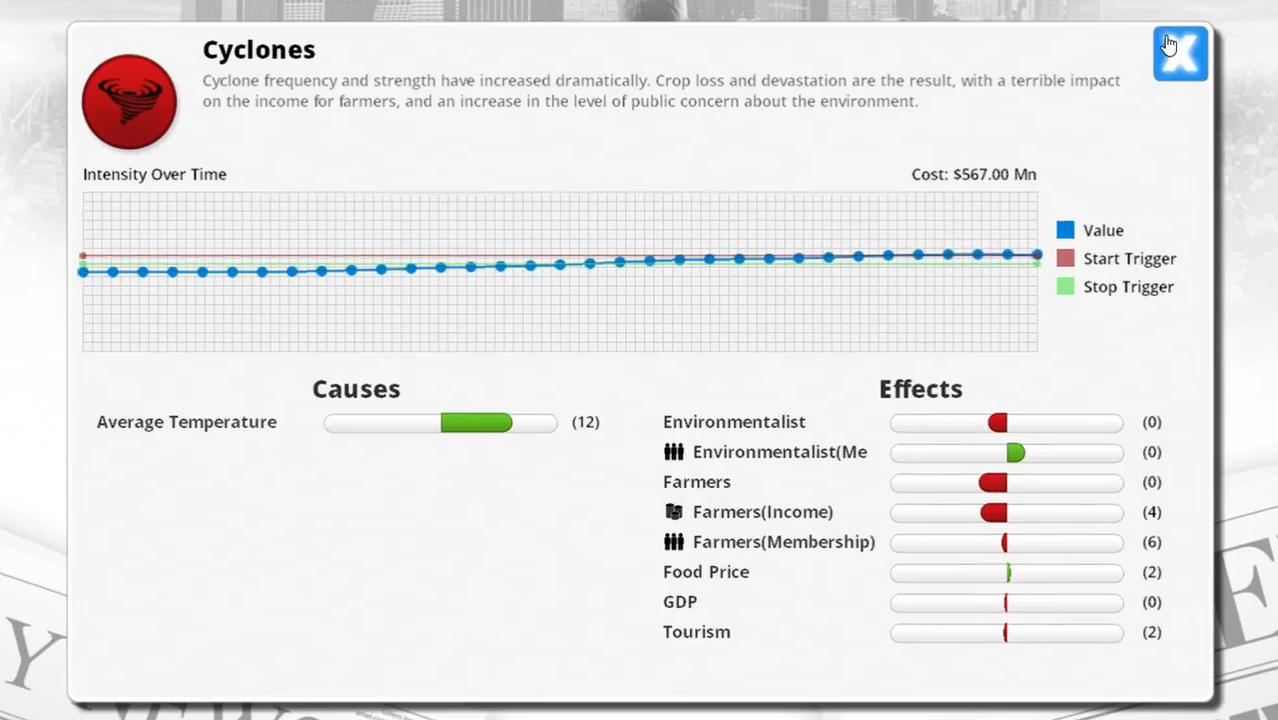 Cyclones
Cyclone frequency and strength have increased dramatically. Crop loss and devastation are the result, with a terrible impact
on the income for farmers, and an increase in the level of public concern about the environment.
Intensity Over Time
Cost: $567.00 Mn
Value
Start Trigger
Stop Trigger
Causes
Average Temperature (12)
Effects
Environmentalist (0)
Environmentalist(Me (0)
Farmers (0)
Farmers(Income) (4)
Farmers(Membership) (6)
Food Price (2)
GDP (0)
Tourism (2)